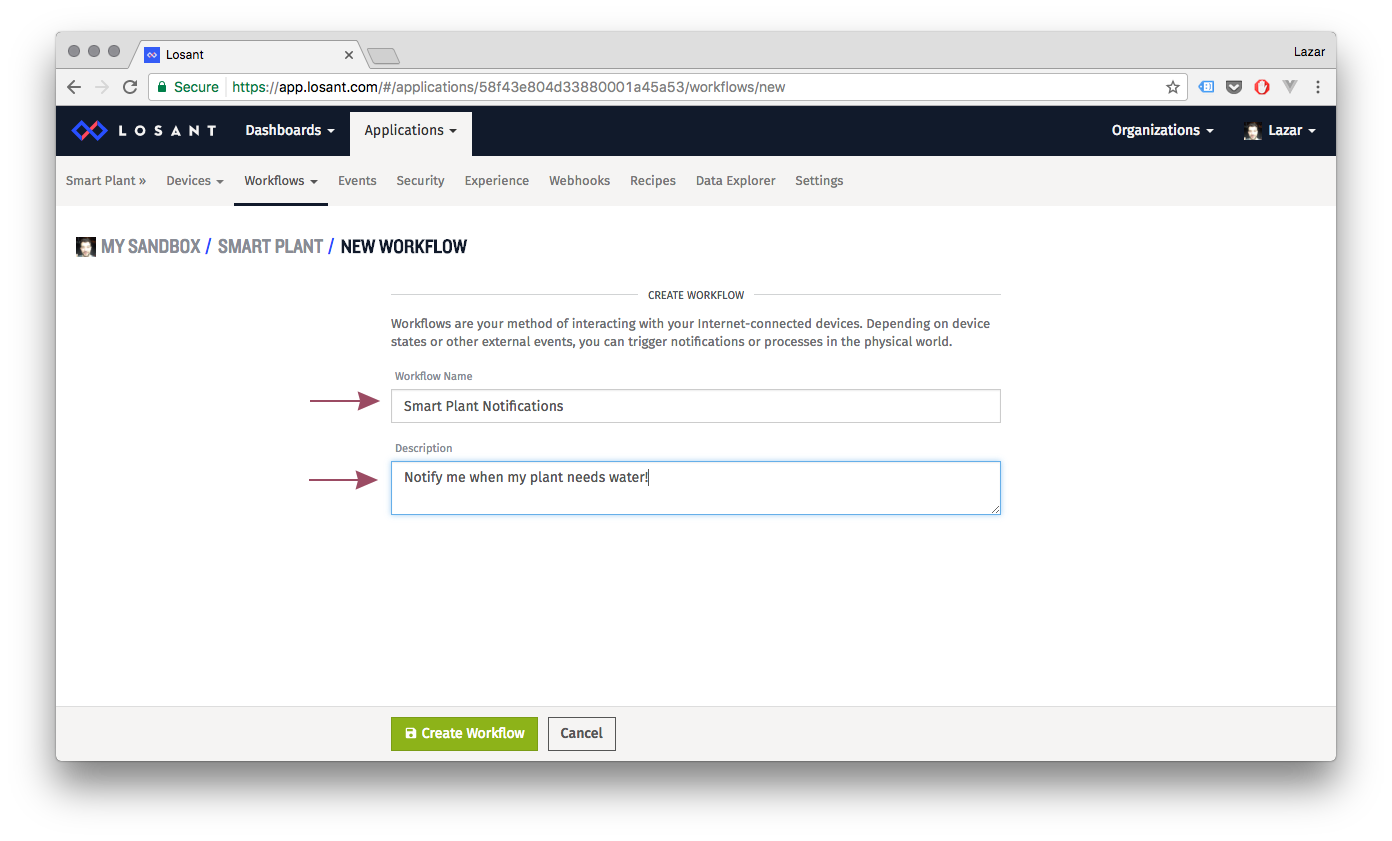 Losant
Lazar
Secure https://app.losant.com/#/applications/58f43e804d33880001a45a53/workflows/new
LOSANT Dashboards Applications Organizations Lazar
Smart Plant » Devices Workflows Events Security Experience Webhooks Recipes Data Explorer Settings
MY SANDBOX / SMART PLANT / NEW WORKFLOW
CREATE WORKFLOW
Workflows are your method of interacting with your Internet-connected devices. Depending on device
states or other external events, you can trigger notifications or processes in the physical world.
Workflow Name
Smart Plant Notifications
Description
Notify me when my plant needs water!
Create Workflow Cancel